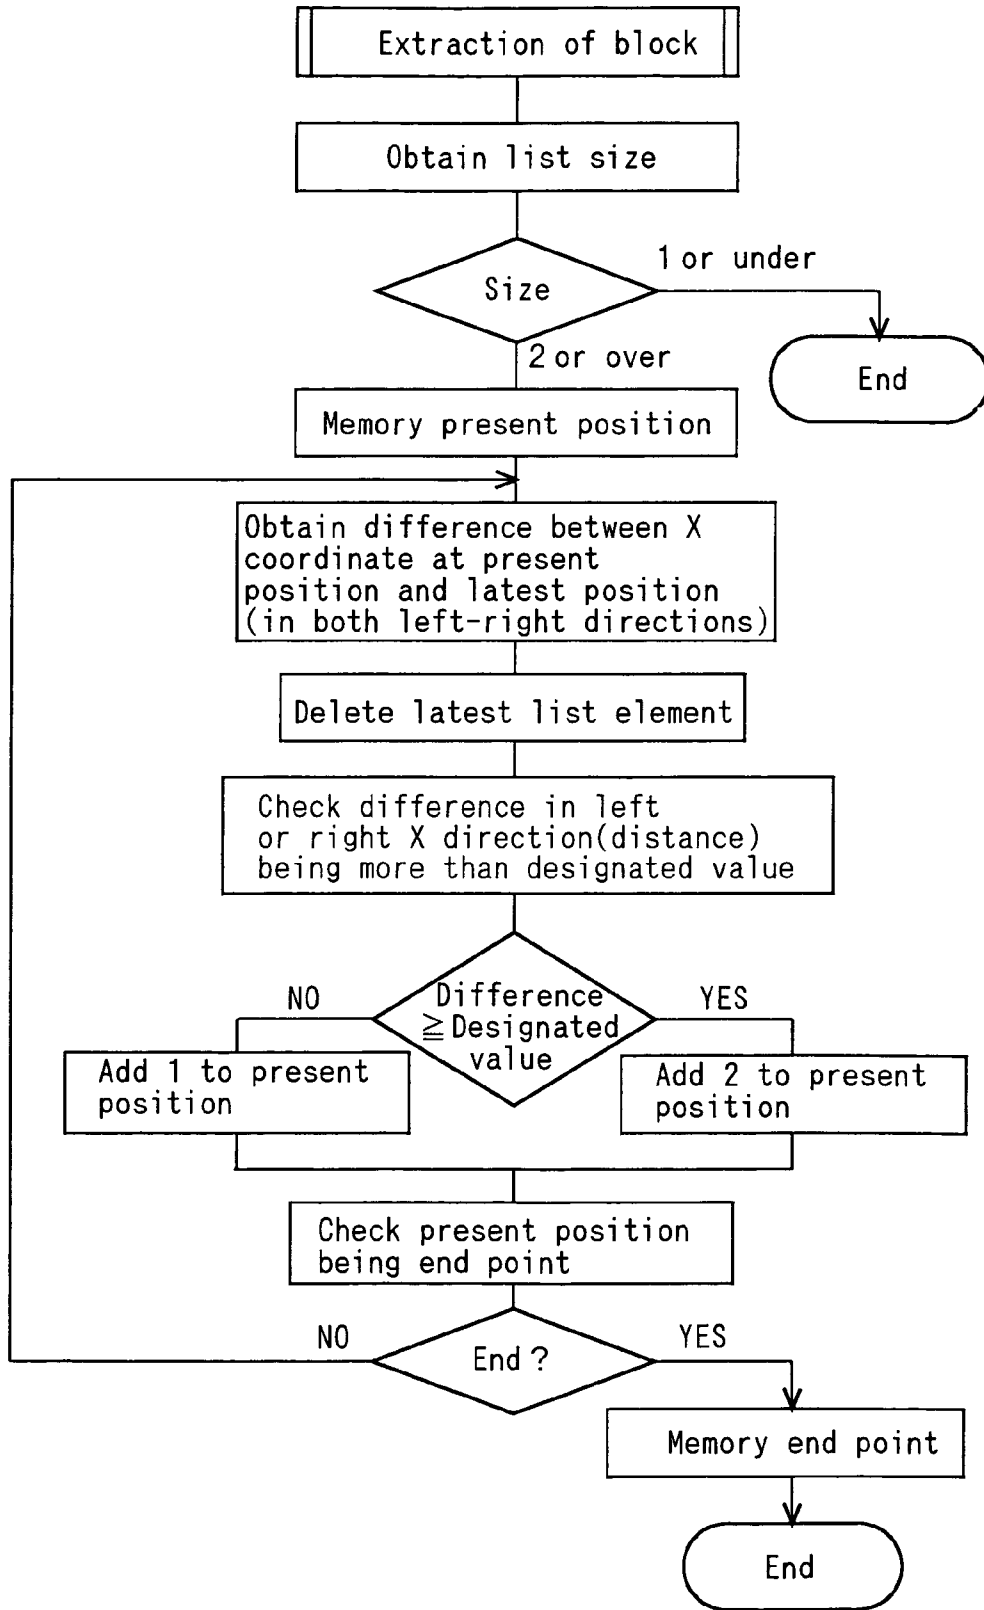 Extraction of block
Obtain list size
Size
1 or under
End
2 or over
Memory present position
Obtain difference between X
coordinate at present
position and latest position
(in both left-right directions)
Delete latest list element
Check difference in left
or right X direction(distance)
being more than designated value
NO
Difference
≧Designated
value
YES
Add 1 to present
position
Add 2 to present
position
Check present position
being end point
NO
End ?
YES
Memory end point
End